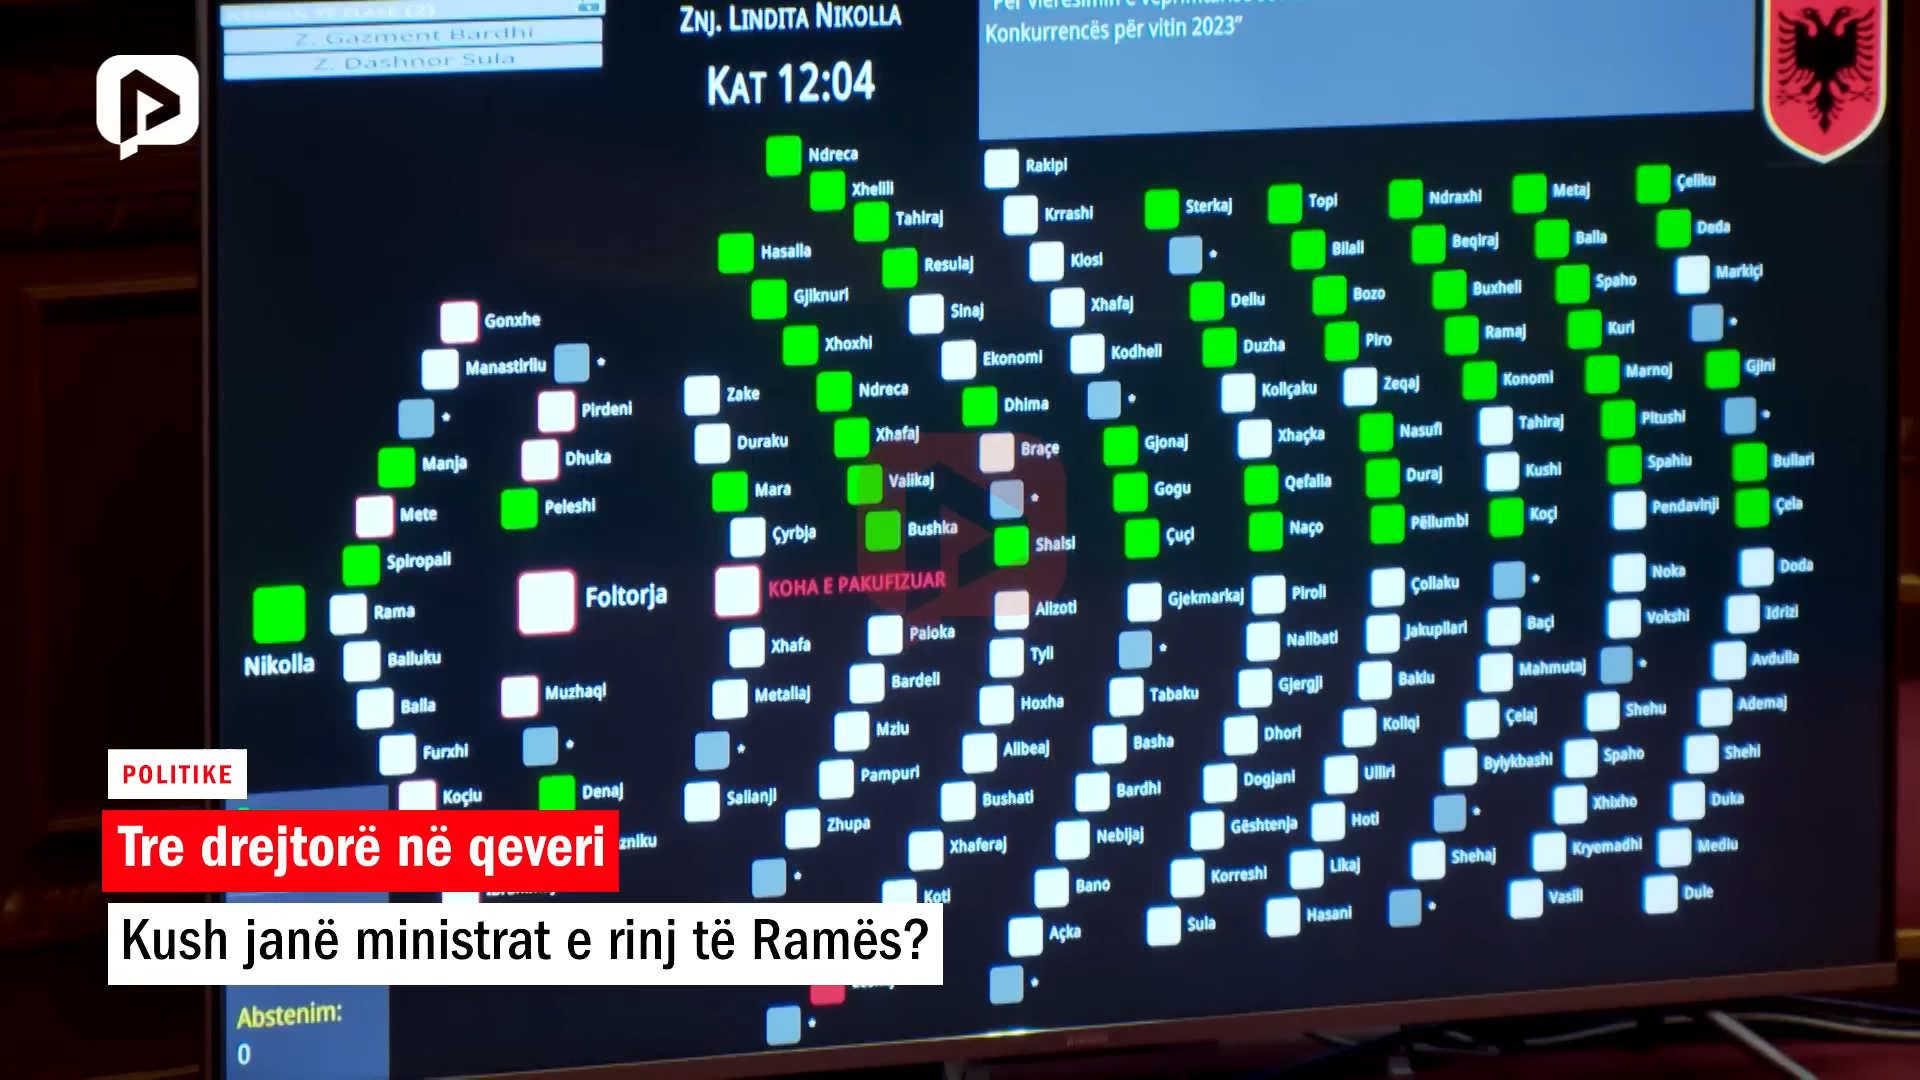 Z. Gazment Bardhi
Z. Dashnor Sula
Znj. Lindita Nikolla
Kat 12:04
Konkurrencës për vitin 2023”
Ndreca
Xhelili
Tahiraj
Hasalla
Resulaj
Gjiknuri
Sinaj
Xhoxhi
Ekonomi
Ndreca
Dhima
Xhafaj
Braçe
Valikaj
Bushka
Shalsi
Rakipi
Krrashi
Klosi
Xhafaj
Kodheli
Gjonaj
Gogu
Çuçi
Sterkaj
Dellu
Duzha
Kollçaku
Xhaçka
Qefalia
Naço
Topi
Bilali
Bozo
Piro
Zeqaj
Nasufi
Duraj
Pëllumbi
Ndraxhi
Beqiraj
Buxheli
Ramaj
Konomi
Tahiraj
Kushi
Koçi
Metaj
Balla
Spaho
Kuri
Marnoj
Pitushi
Spahiu
Pendavinji
Çeliku
Deda
Markiçi
Gjini
Bullari
Çela
Gonxhe
Manastirliu
Manja
Mete
Spiropali
Nikolla
Rama
Balluku
Balla
Furxhi
Koçiu
Pirdeni
Dhuka
Peleshi
Foltorja
Muzhaqi
Denaj
Zake
Duraku
Mara
Çyrbja
KOHA E PAKUFIZUAR
Xhafa
Metallaj
Salianji
Paloka
Bardeli
Mziu
Pampuri
Zhupa
Alizoti
Tyli
Hoxha
Alibeaj
Bushati
Xhaferaj
Koti
Gjekmarkaj
Tabaku
Basha
Bardhi
Nebijaj
Bano
Açka
Piroli
Nallbati
Gjergji
Dhori
Dogjani
Gështenja
Korreshi
Sula
Çollaku
Jakupllari
Baklu
Kollqi
Ulliri
Hoti
Likaj
Hasani
Baçi
Mahmutaj
Çelaj
Bylykbashi
Shehaj
Noka
Vokshi
Shehu
Spaho
Xhixho
Kryemadhi
Vasili
Doda
Idrizi
Avdulla
Ademaj
Shehi
Duka
Mediu
Dule
POLITIKE
Tre drejtorë në qeveri
Kush janë ministrat e rinj të Ramës?
Abstenim:
0